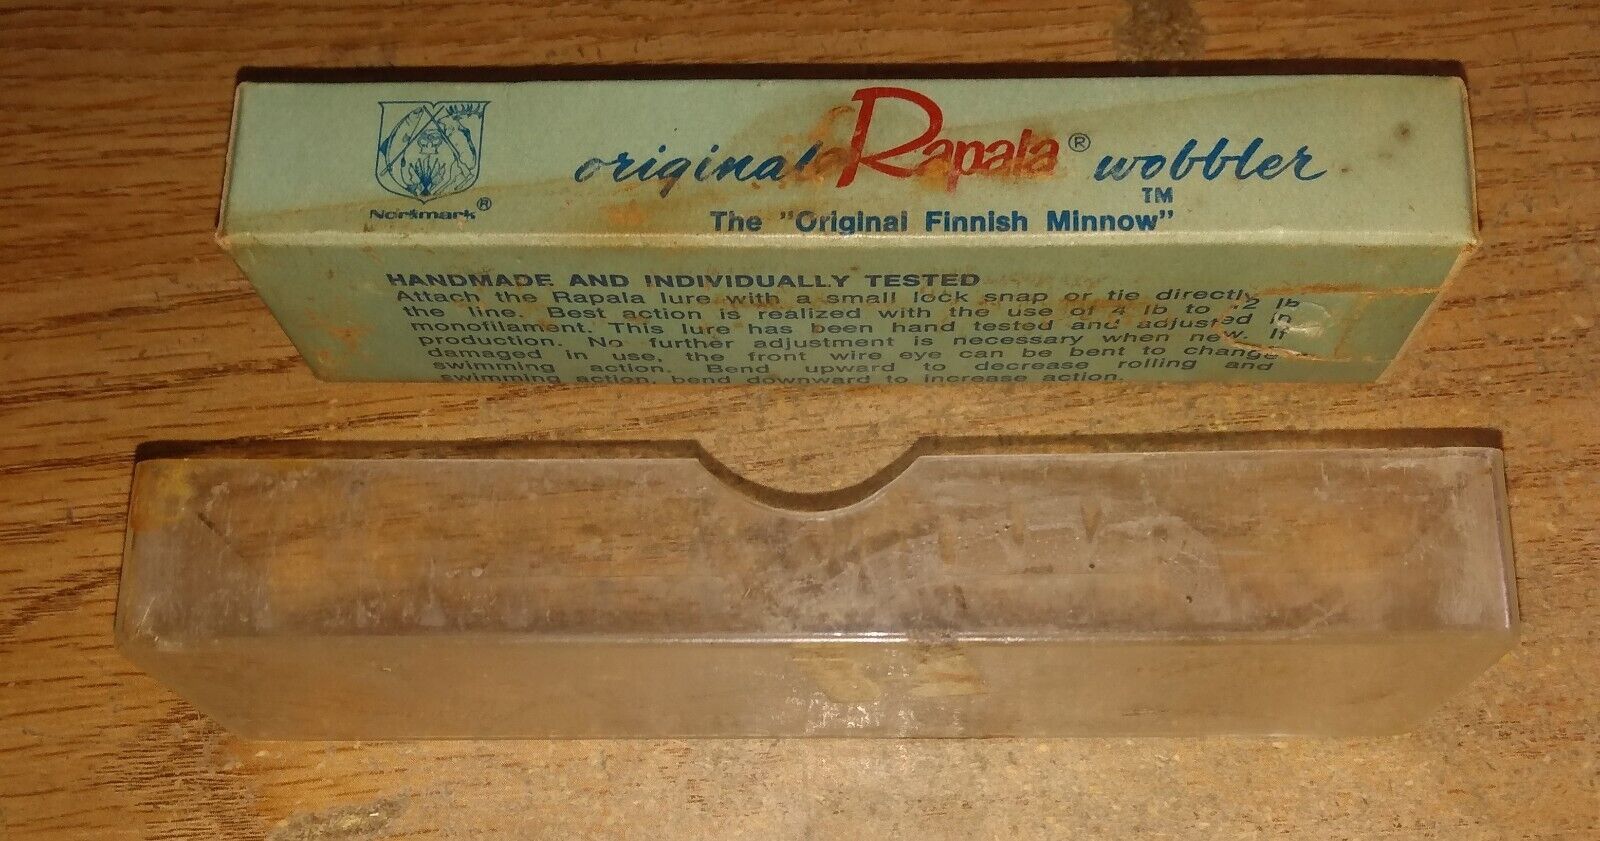 Normark®
original Rapala® wobbler
TM
The "Original Finnish Minnow"
HANDMADE AND INDIVIDUALLY TESTED
Attach the Rapala lure with a small lock snap or tie directly
the line. Best action is realized with the use of 4 lb to 2 lb
monofilament. This lure has been hand tested and adjusted in
production. No further adjustment is necessary when new. If
damaged in use, the front wire eye can be bent to change
swimming action. Bend upward to decrease rolling and
swimming action, bend downward to increase action.